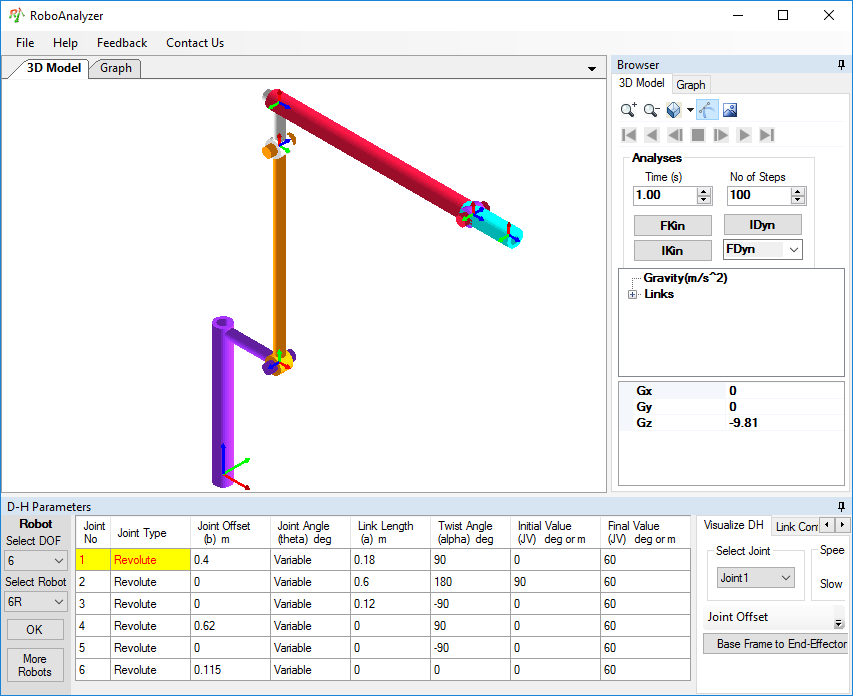 RoboAnalyzer
File Help Feedback Contact Us
3D Model Graph
Browser
3D Model Graph
Analyses
Time (s) No of Steps
1.00 100
FKin IDyn
IKin FDyn
Gravity(m/s^2)
Links
Gx 0
Gy 0
Gz -9.81
D-H Parameters
Robot
Select DOF
6
Select Robot
6R
OK
More
Robots
Joint No Joint Type Joint Offset (b) m Joint Angle (theta) deg Link Length (a) m Twist Angle (alpha) deg Initial Value (JV) deg or m Final Value (JV) deg or m
1 Revolute 0.4 Variable 0.18 90 0 60
2 Revolute 0 Variable 0.6 180 90 60
3 Revolute 0 Variable 0.12 -90 0 60
4 Revolute 0.62 Variable 0 90 0 60
5 Revolute 0 Variable 0 -90 0 60
6 Revolute 0.115 Variable 0 0 0 60
Visualize DH Link Con
Select Joint
Joint1
Spee
Slow
Joint Offset
Base Frame to End-Effector